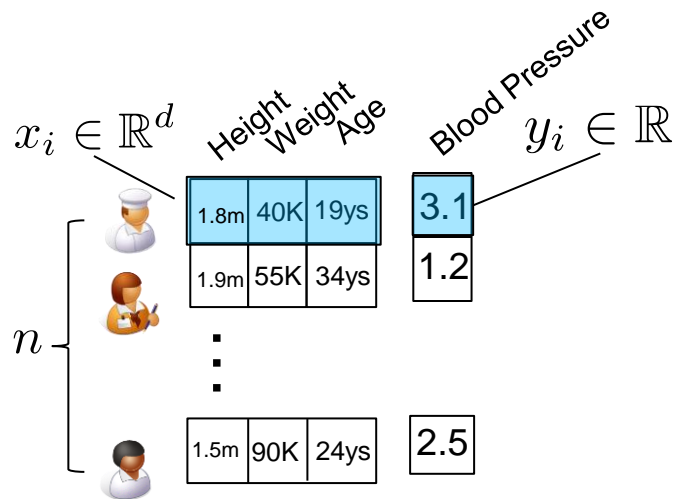 Height Weight Age Blood Pressure
x_i ∈ ℝ^d y_i ∈ ℝ
1.8m 40K 19ys 3.1
1.9m 55K 34ys 1.2
n
1.5m 90K 24ys 2.5